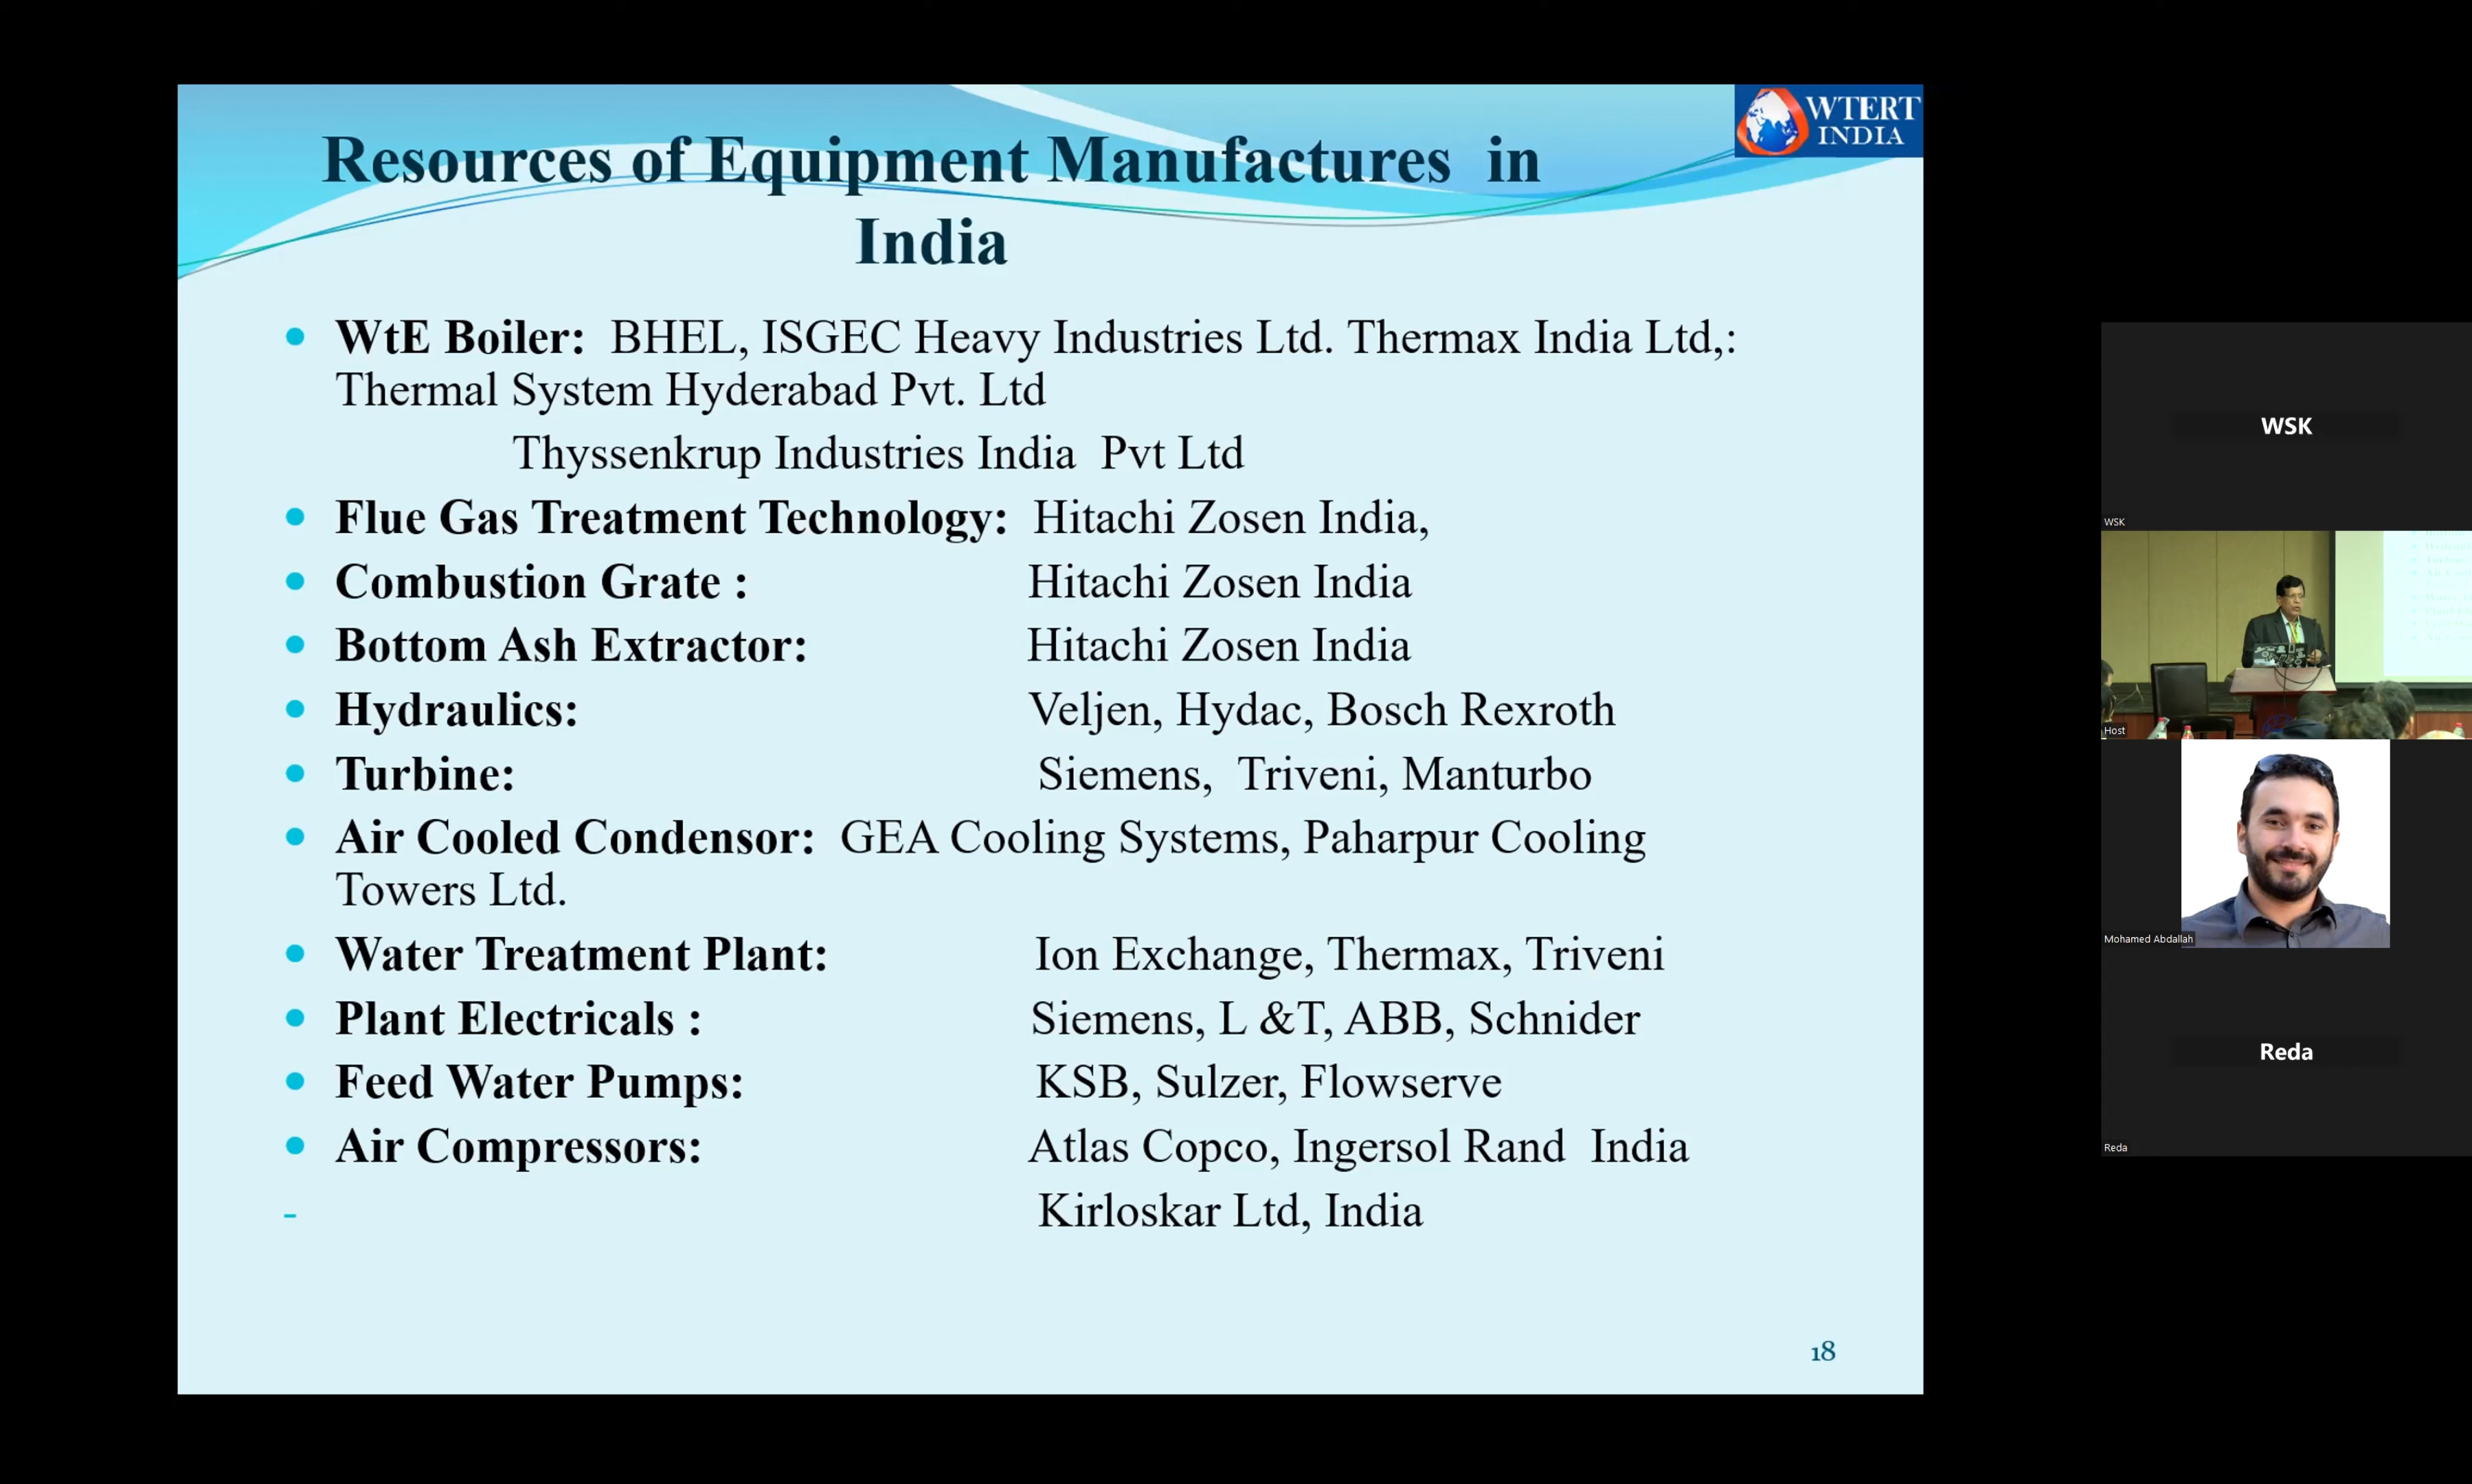 WTERT
INDIA
Resources of Equipment Manufactures in
India
WtE Boiler: BHEL, ISGEC Heavy Industries Ltd. Thermax India Ltd,:
Thermal System Hyderabad Pvt. Ltd
Thyssenkrup Industries India Pvt Ltd
Flue Gas Treatment Technology: Hitachi Zosen India,
Combustion Grate : Hitachi Zosen India
Bottom Ash Extractor: Hitachi Zosen India
Hydraulics: Veljen, Hydac, Bosch Rexroth
Turbine: Siemens, Triveni, Manturbo
Air Cooled Condensor: GEA Cooling Systems, Paharpur Cooling
Towers Ltd.
Water Treatment Plant: Ion Exchange, Thermax, Triveni
Plant Electricals : Siemens, L &T, ABB, Schnider
Feed Water Pumps: KSB, Sulzer, Flowserve
Air Compressors: Atlas Copco, Ingersol Rand India
- Kirloskar Ltd, India
18
WSK
WSK
Host
Mohamed Abdallah
Reda
Reda